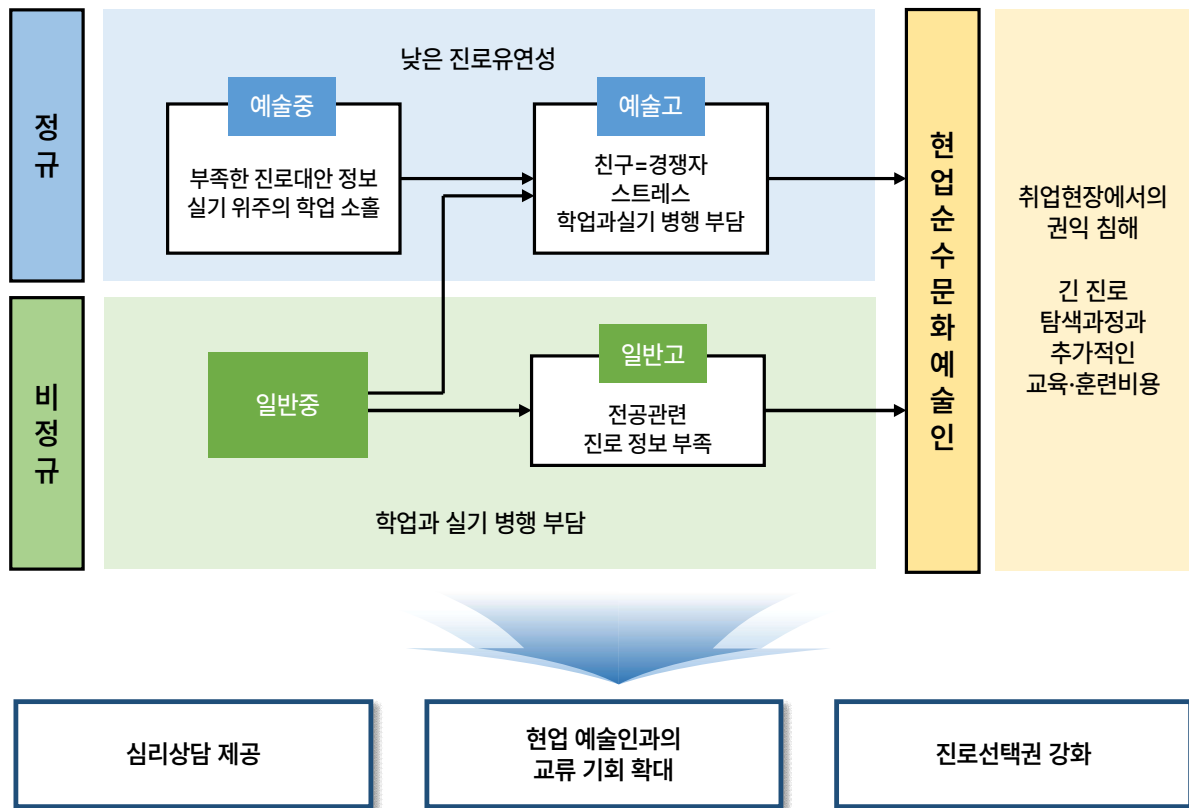 정규
낮은 진로유연성
예술중
부족한 진로대안 정보
실기 위주의 학업 소홀
예술고
친구=경쟁자
스트레스
학업과실기 병행 부담
비정규
일반중
일반고
전공관련
진로 정보 부족
학업과 실기 병행 부담
현업순수문화예술인
취업현장에서의
권익 침해
긴 진로
탐색과정과
추가적인
교육·훈련비용
심리상담 제공
현업 예술인과의
교류 기회 확대
진로선택권 강화